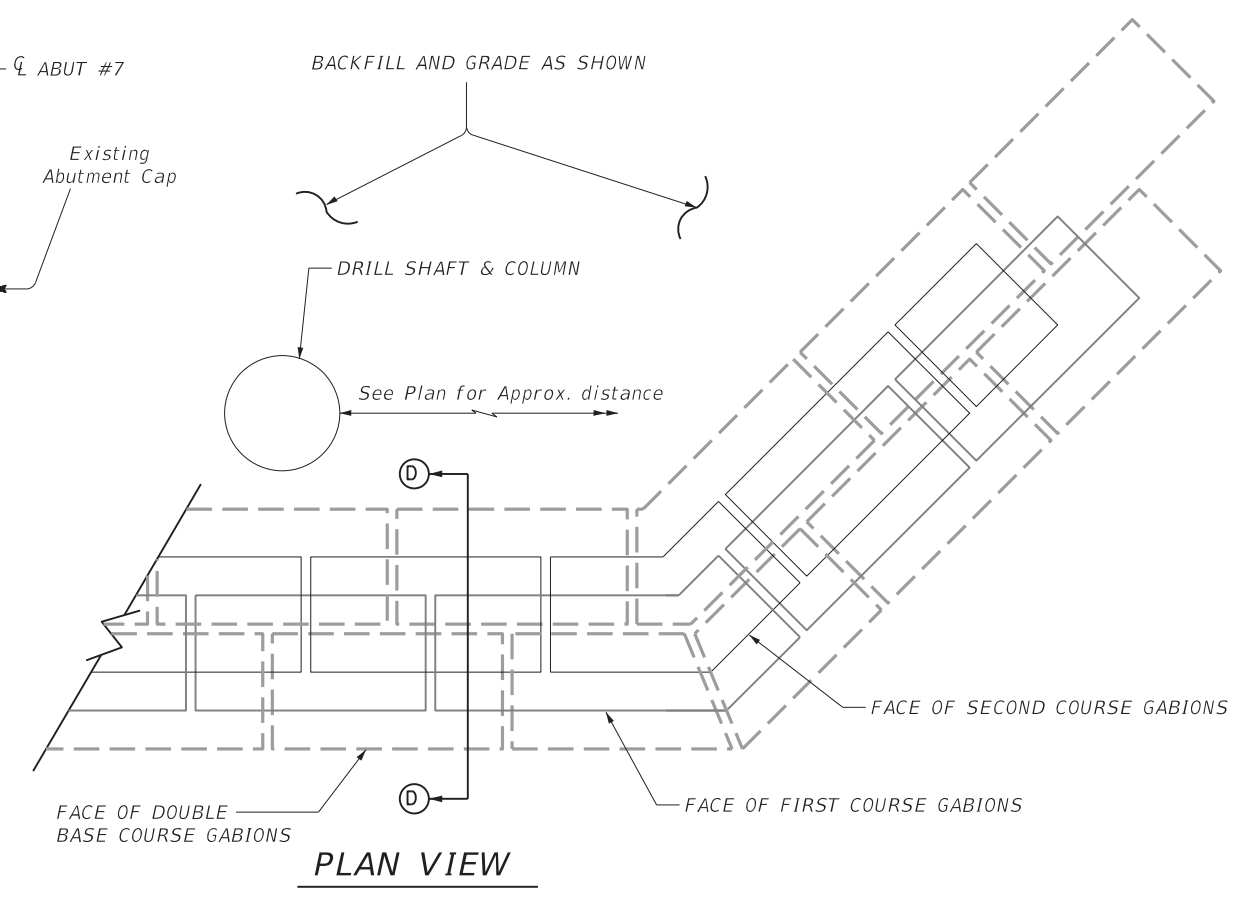 ℄ ABUT #7
BACKFILL AND GRADE AS SHOWN
Existing
Abutment Cap
DRILL SHAFT & COLUMN
See Plan for Approx. distance
D
FACE OF SECOND COURSE GABIONS
D
FACE OF FIRST COURSE GABIONS
FACE OF DOUBLE
BASE COURSE GABIONS
PLAN VIEW